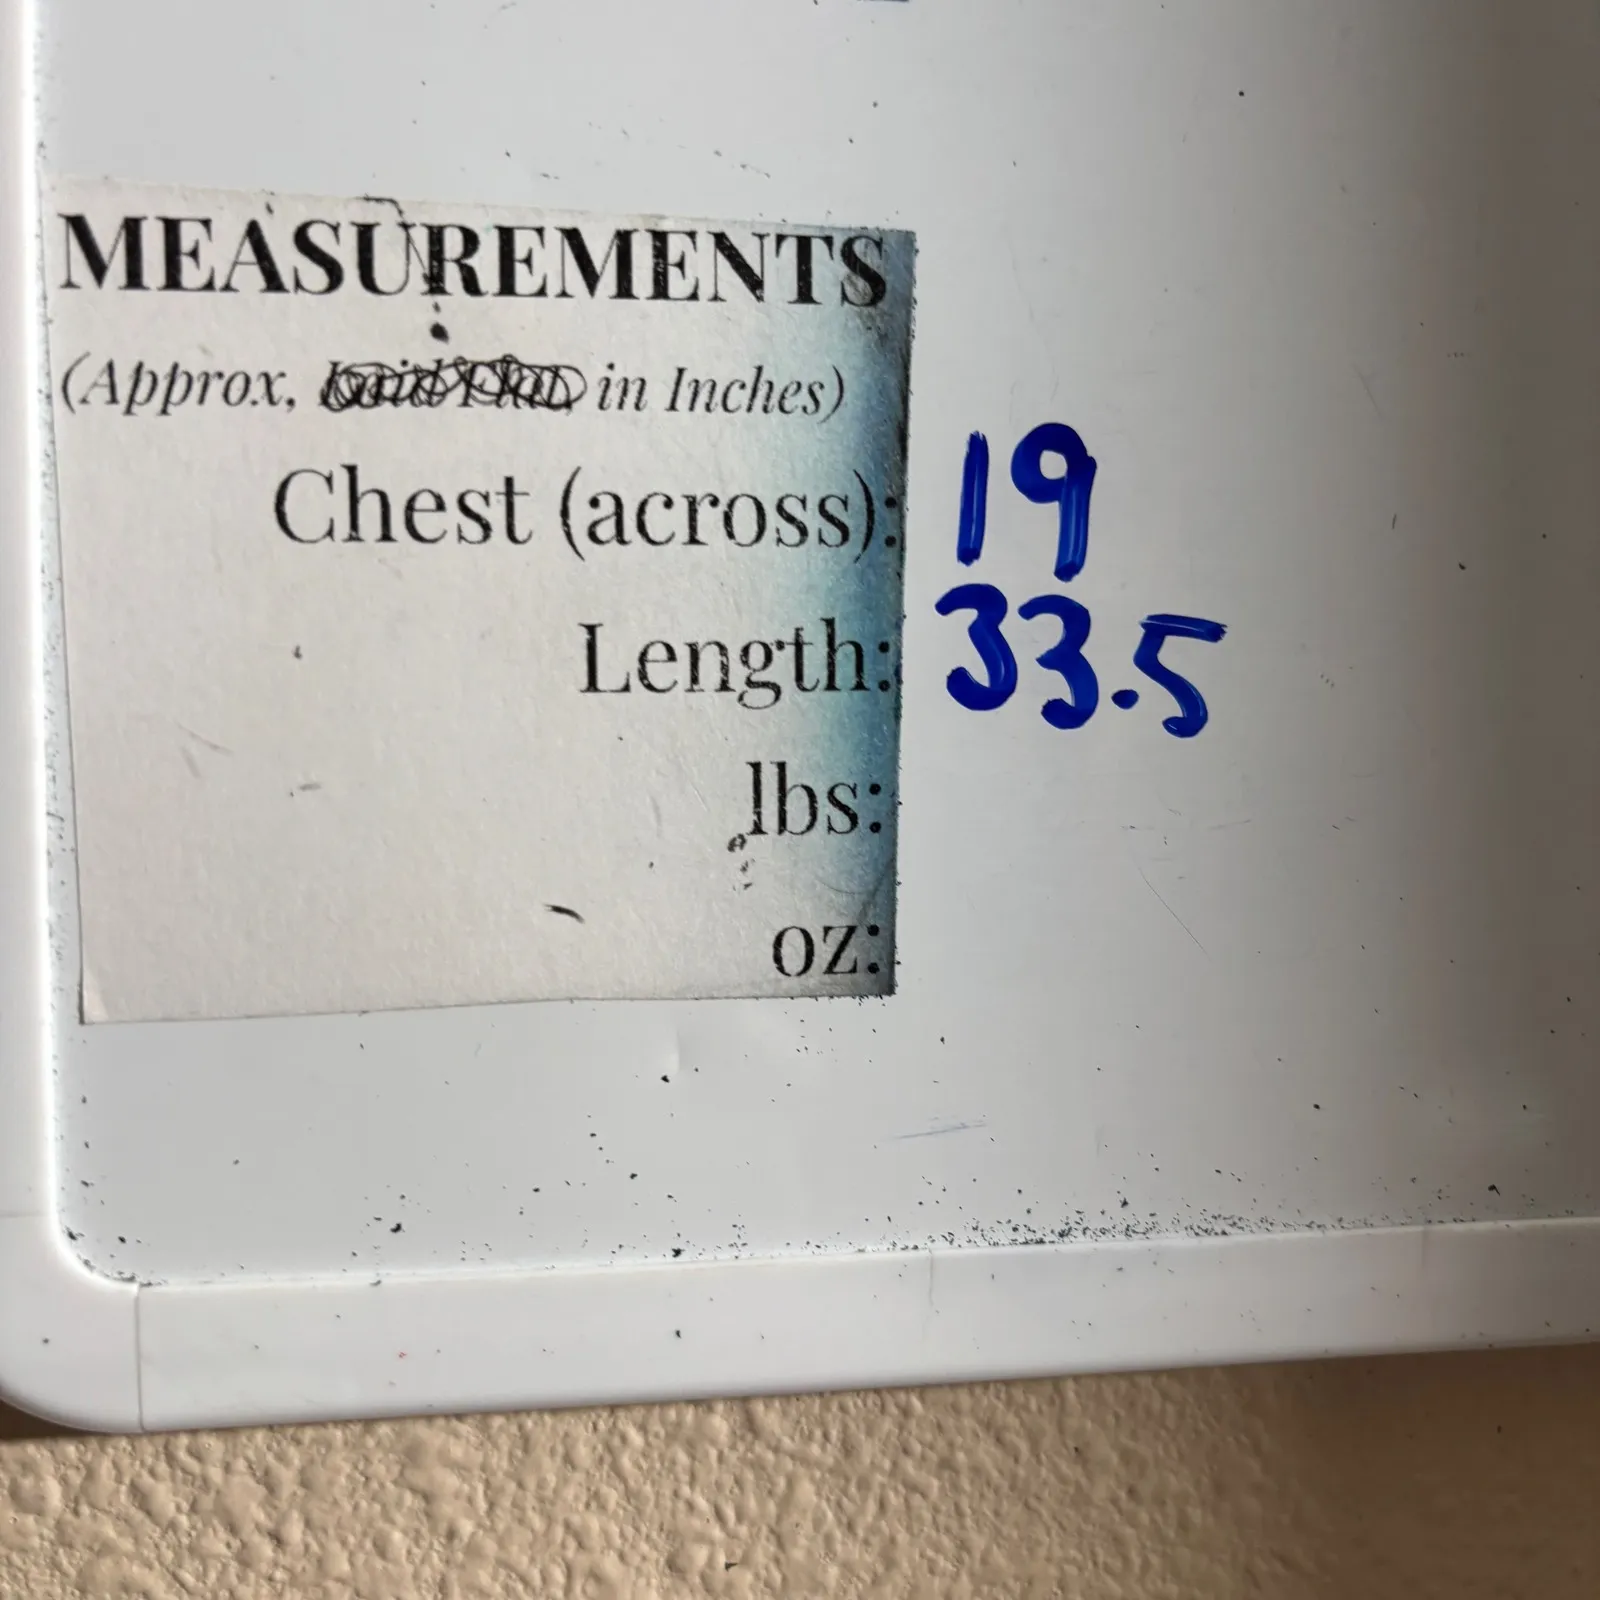 MEASUREMENTS
(Approx, in Inches)
Chest (across): 19
Length: 33.5
lbs:
oz: